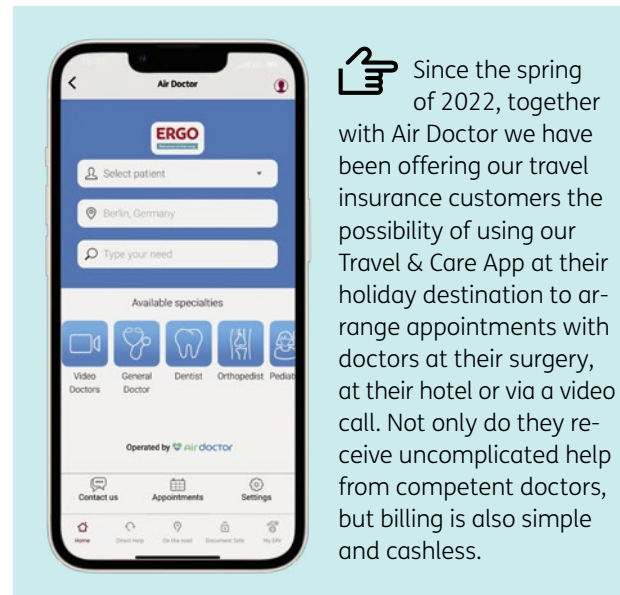 Air Doctor
ERGO
Select patient
Berlin, Germany
Type your need
Available specialties
Video Doctors
General Doctor
Dentist
Orthopedist
Pediat
Operated by Air doctor
Contact us
Appointments
Settings
Home
Direct Help
On the road
Document Safe
My ERV
Since the spring
of 2022, together
with Air Doctor we have
been offering our travel
insurance customers the
possibility of using our
Travel & Care App at their
holiday destination to ar-
range appointments with
doctors at their surgery,
at their hotel or via a video
call. Not only do they re-
ceive uncomplicated help
from competent doctors,
but billing is also simple
and cashless.